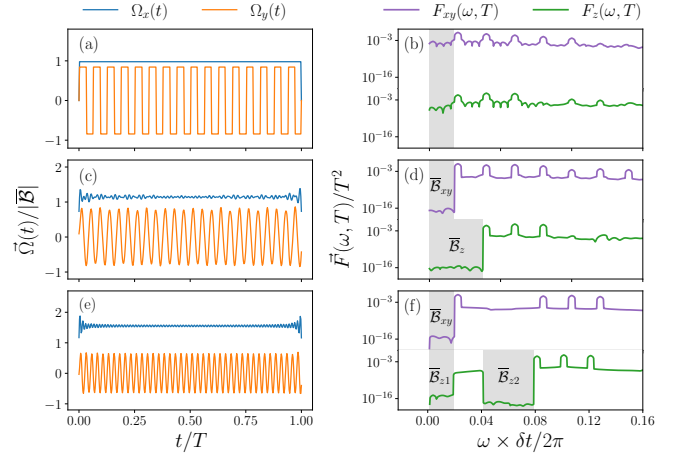 Ωx(t) Ωy(t) Fxy(ω, T) Fz(ω, T)
(a)
1
0
−1
(b)
10⁻³
10⁻¹⁶
10⁻³
10⁻¹⁶
(c)
2
1
0
−1
(d)
10⁻³
10⁻¹⁶
10⁻³
10⁻¹⁶
B̅xy
B̅z
(e)
2
1
0
−1
(f)
10⁻³
10⁻¹⁶
10⁻³
10⁻¹⁶
B̅xy
B̅z1
B̅z2
Ω⃗(t)/|B̅⃗|
F⃗(ω, T)/T²
0.00 0.25 0.50 0.75 1.00
t/T
0.00 0.04 0.08 0.12 0.16
ω × δt/2π